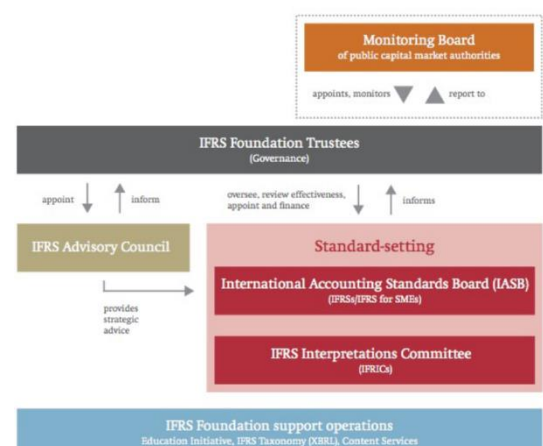 Monitoring Board
of public capital market authorities
appoints, monitors
report to
IFRS Foundation Trustees
(Governance)
appoint
inform
oversee, review effectiveness,
appoint and finance
informs
IFRS Advisory Council
Standard-setting
International Accounting Standards Board (IASB)
(IFRSs/IFRS for SMEs)
provides
strategic
advice
IFRS Interpretations Committee
(IFRICs)
IFRS Foundation support operations
Education Initiative, IFRS Taxonomy (XBRL), Content Services